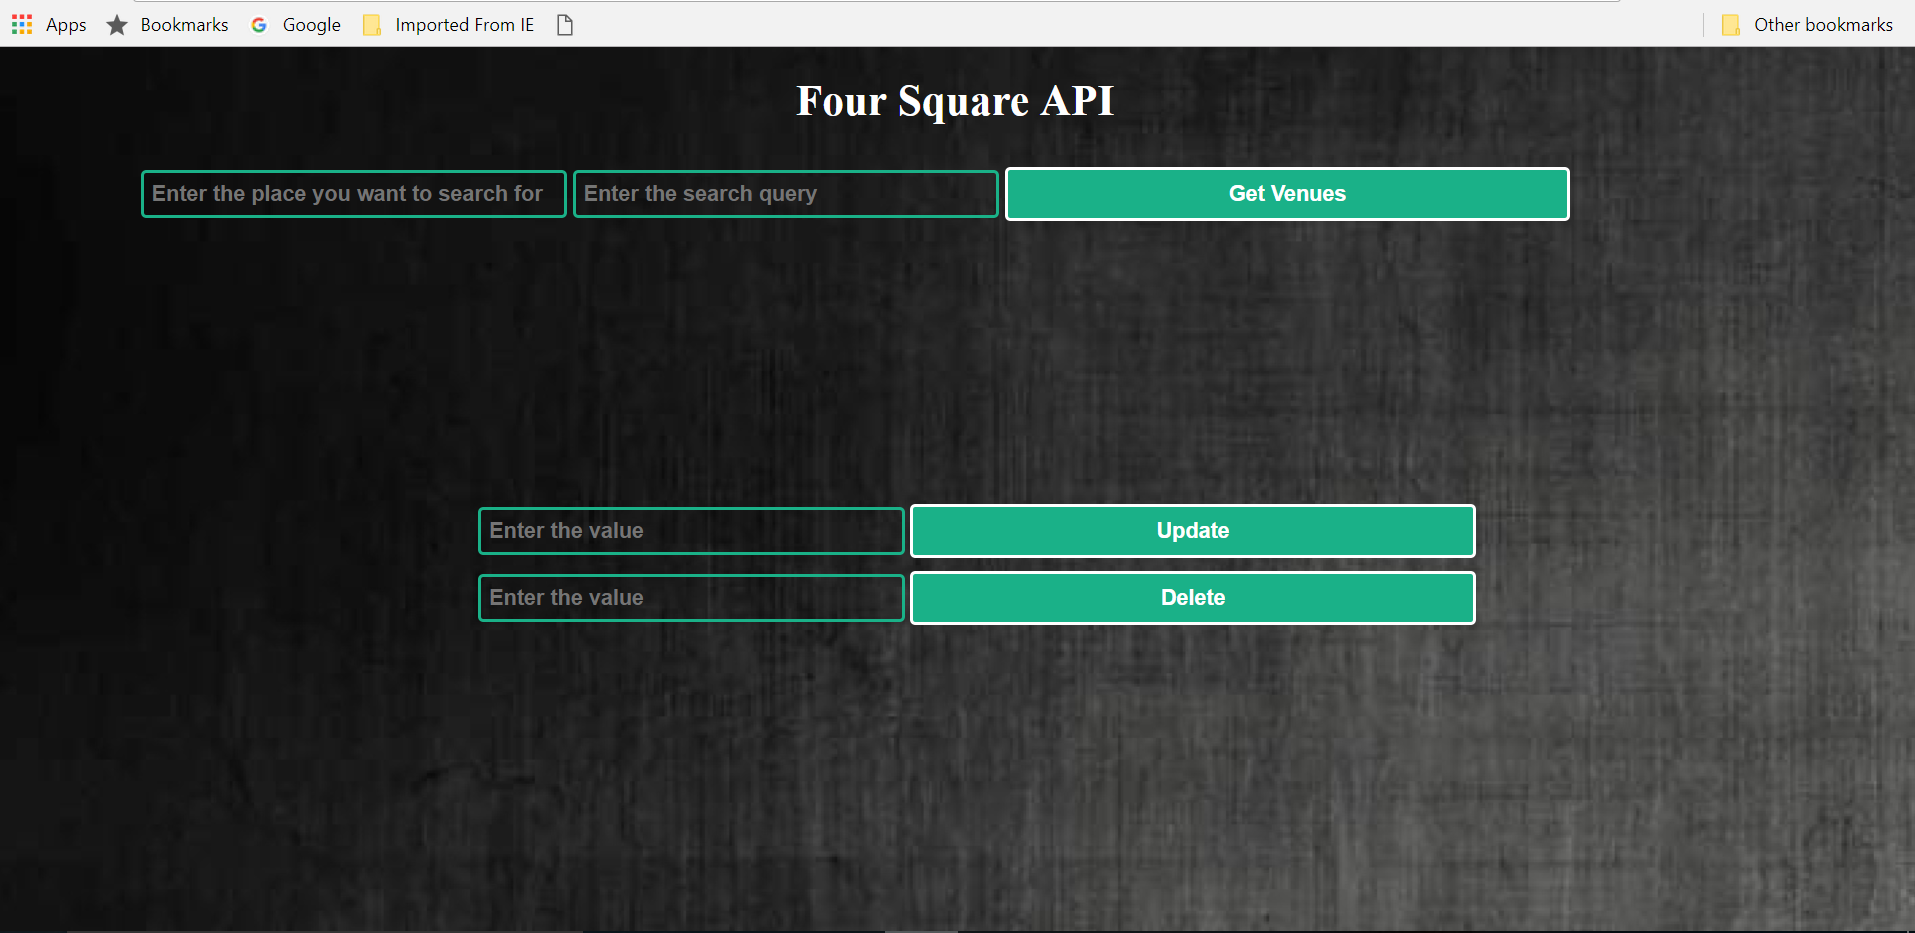 Apps Bookmarks Google Imported From IE Other bookmarks
Four Square API
Enter the place you want to search for Enter the search query Get Venues
Enter the value Update
Enter the value Delete